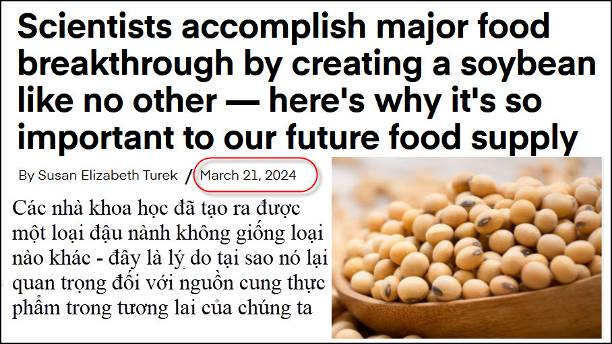 Scientists accomplish major food
breakthrough by creating a soybean
like no other — here's why it's so
important to our future food supply
By Susan Elizabeth Turek / March 21, 2024
Các nhà khoa học đã tạo ra được
một loại đậu nành không giống loại
nào khác - đây là lý do tại sao nó lại
quan trọng đối với nguồn cung thực
phẩm trong tương lai của chúng ta